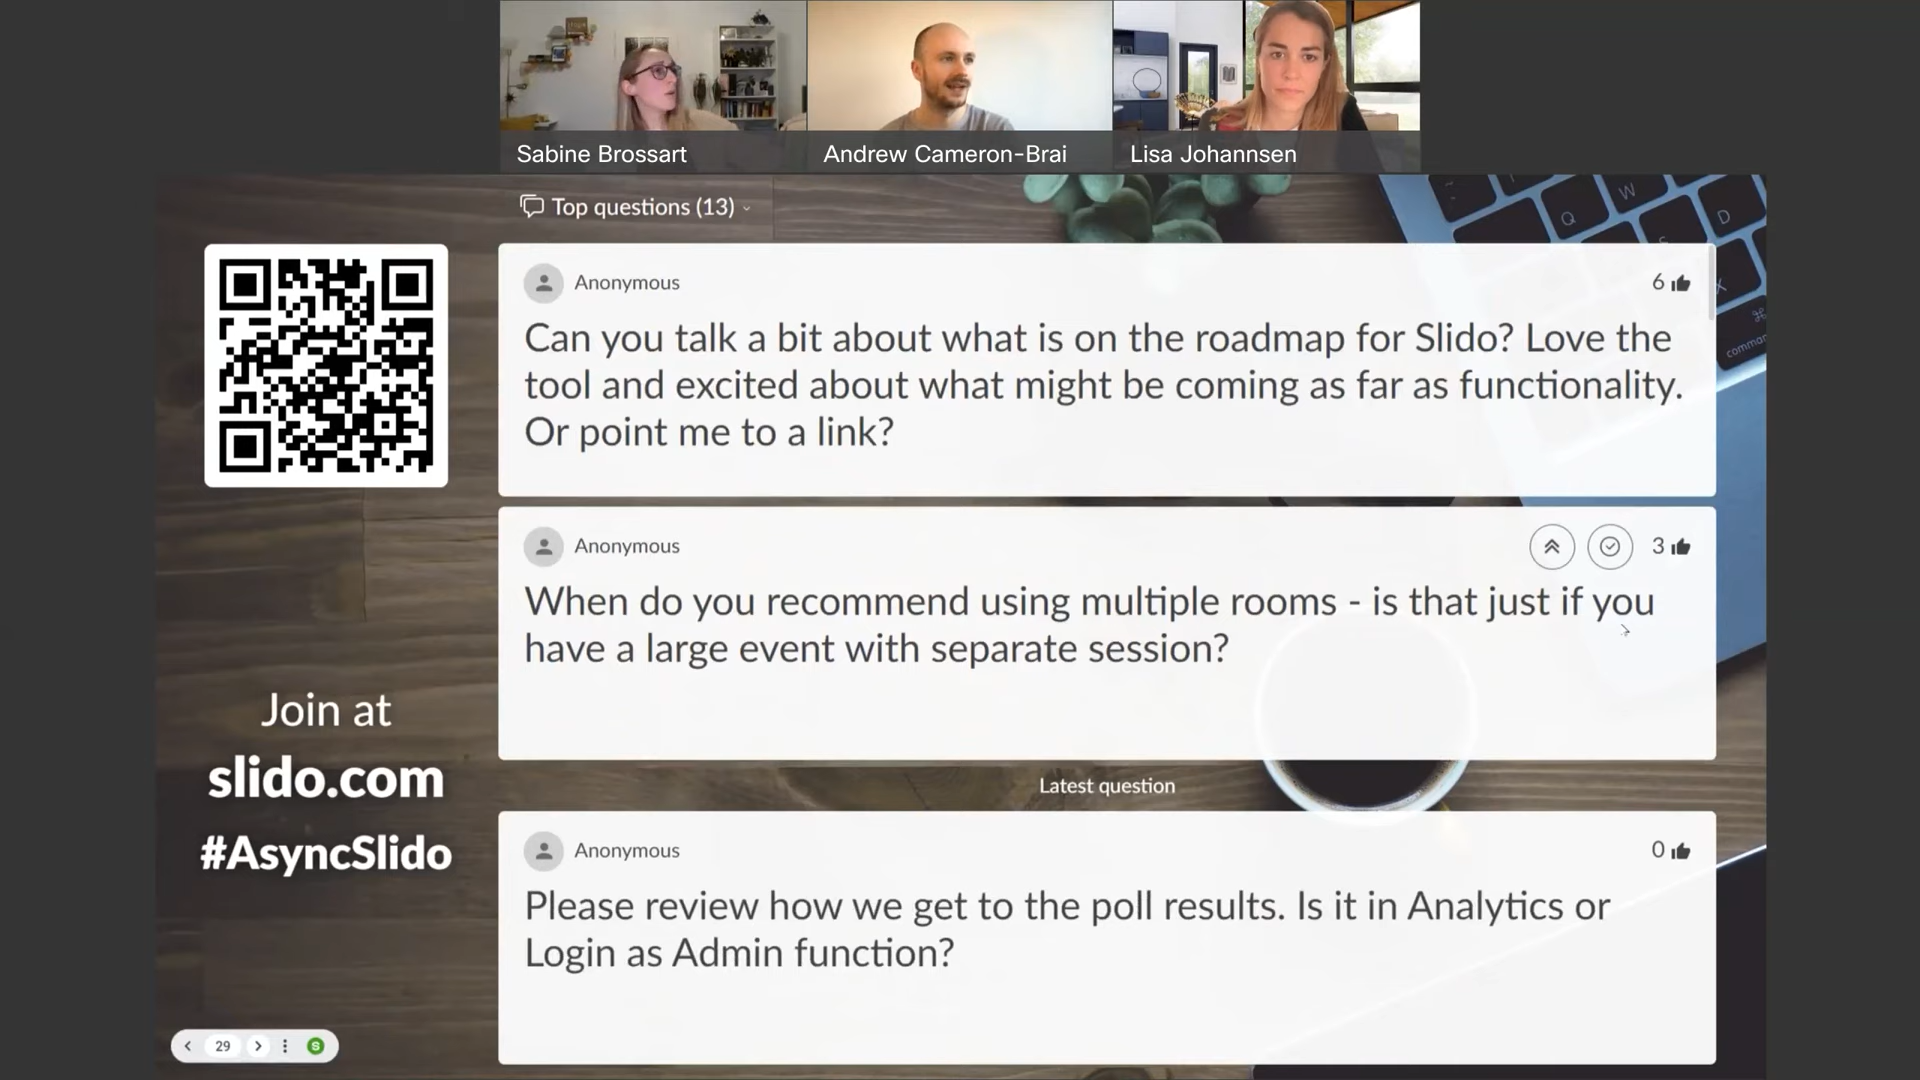 Sabine Brossart
Andrew Cameron-Brai
Lisa Johannsen
Top questions (13)
Anonymous
6
Can you talk a bit about what is on the roadmap for Slido? Love the
tool and excited about what might be coming as far as functionality.
Or point me to a link?
Anonymous
3
When do you recommend using multiple rooms - is that just if you
have a large event with separate session?
Join at
slido.com
#AsyncSlido
Latest question
Anonymous
0
Please review how we get to the poll results. Is it in Analytics or
Login as Admin function?
29
S
Q
W
D
X